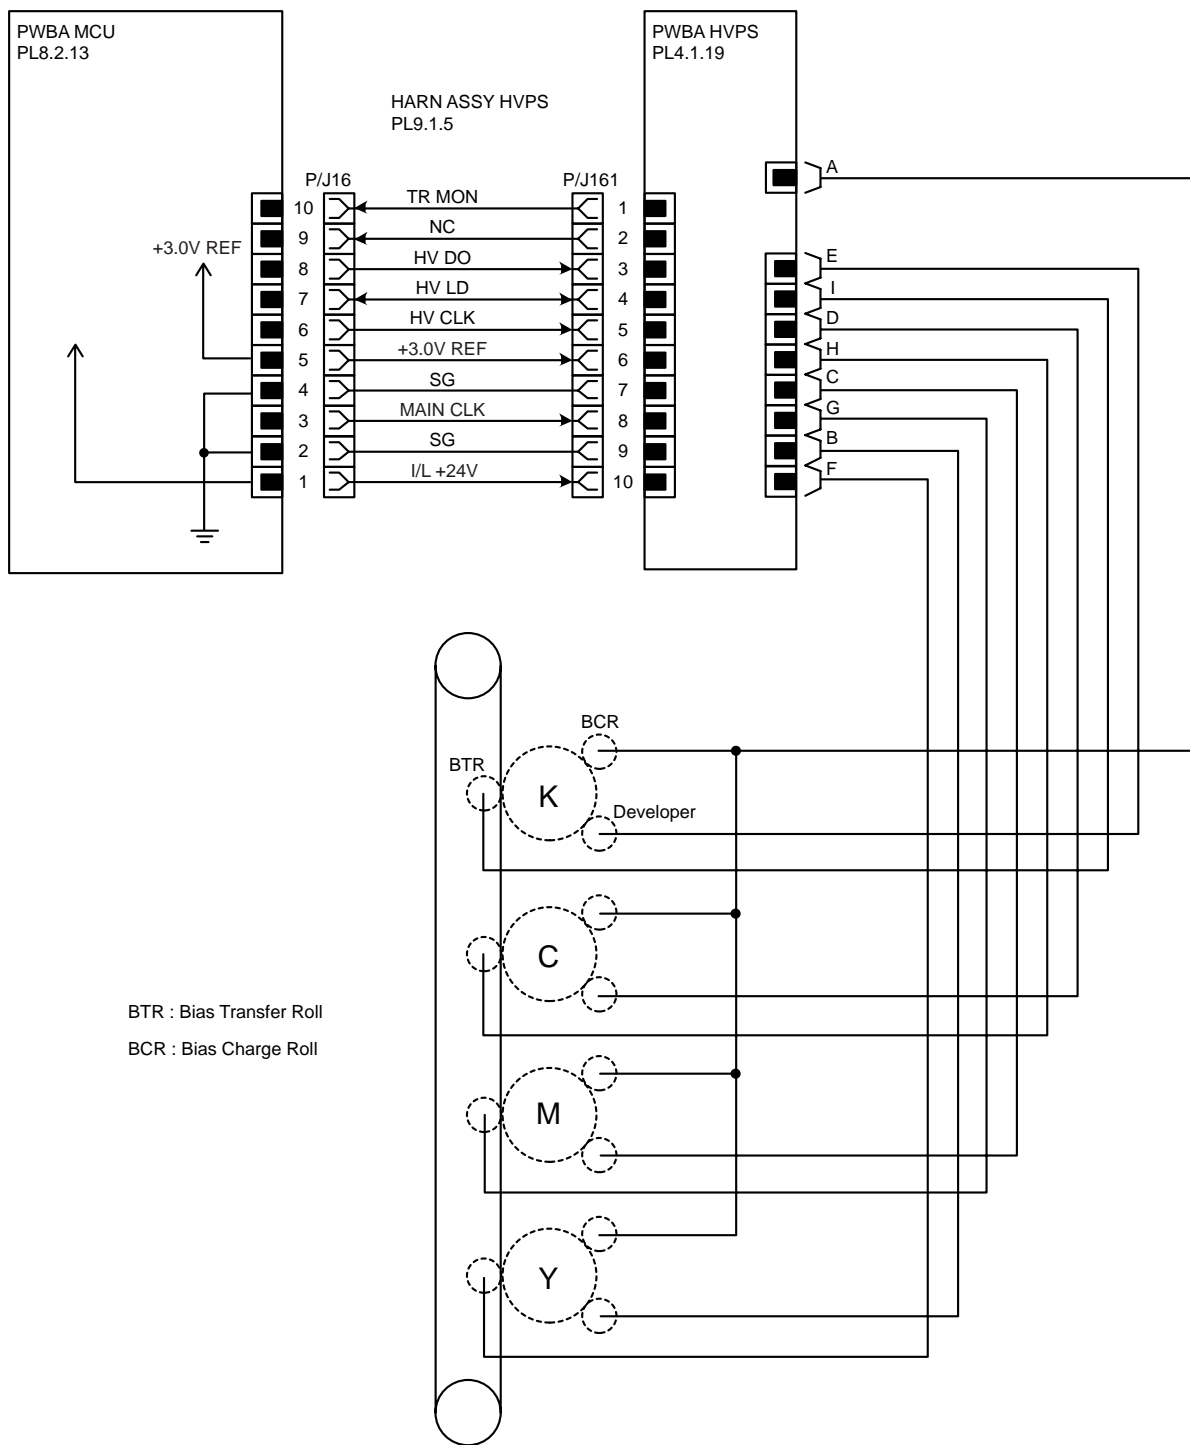 PWBA MCU
PL8.2.13
PWBA HVPS
PL4.1.19
HARN ASSY HVPS
PL9.1.5
A
P/J16
P/J161
10 TR MON 1
9 NC 2
+3.0V REF
8 HV DO 3
E
7 HV LD 4
I
6 HV CLK 5
D
5 +3.0V REF 6
H
4 SG 7
C
3 MAIN CLK 8
G
2 SG 9
B
1 I/L +24V 10
F
BCR
BTR
K
Developer
C
BTR : Bias Transfer Roll
BCR : Bias Charge Roll
M
Y